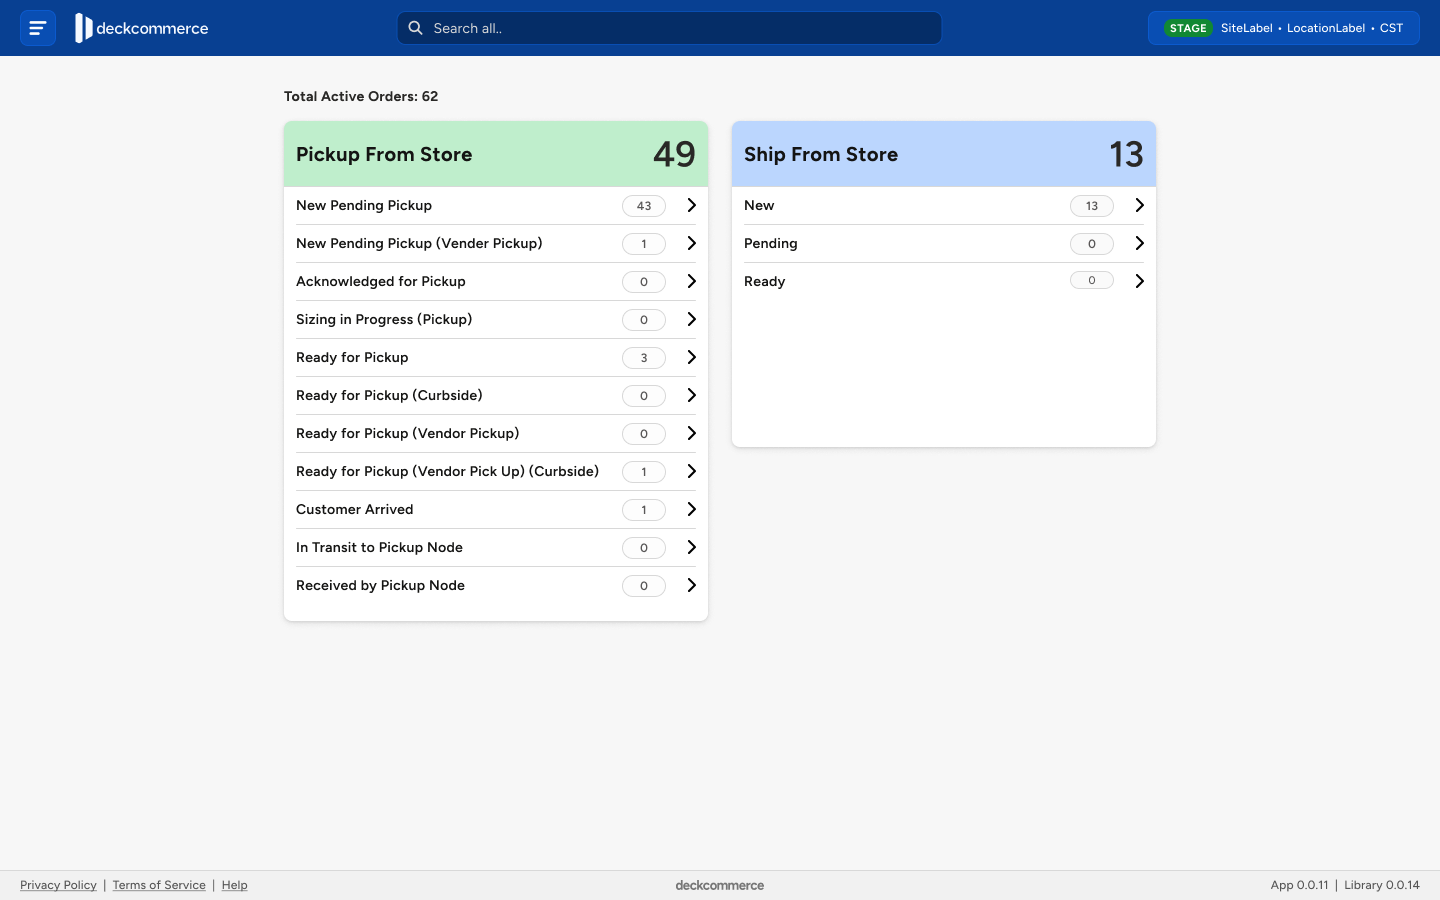 deckcommerce
Search all..
STAGE SiteLabel • LocationLabel • CST
Total Active Orders: 62
Pickup From Store 49
New Pending Pickup 43
New Pending Pickup (Vender Pickup) 1
Acknowledged for Pickup 0
Sizing in Progress (Pickup) 0
Ready for Pickup 3
Ready for Pickup (Curbside) 0
Ready for Pickup (Vendor Pickup) 0
Ready for Pickup (Vendor Pick Up) (Curbside) 1
Customer Arrived 1
In Transit to Pickup Node 0
Received by Pickup Node 0
Ship From Store 13
New 13
Pending 0
Ready 0
Privacy Policy | Terms of Service | Help
deckcommerce
App 0.0.11 | Library 0.0.14